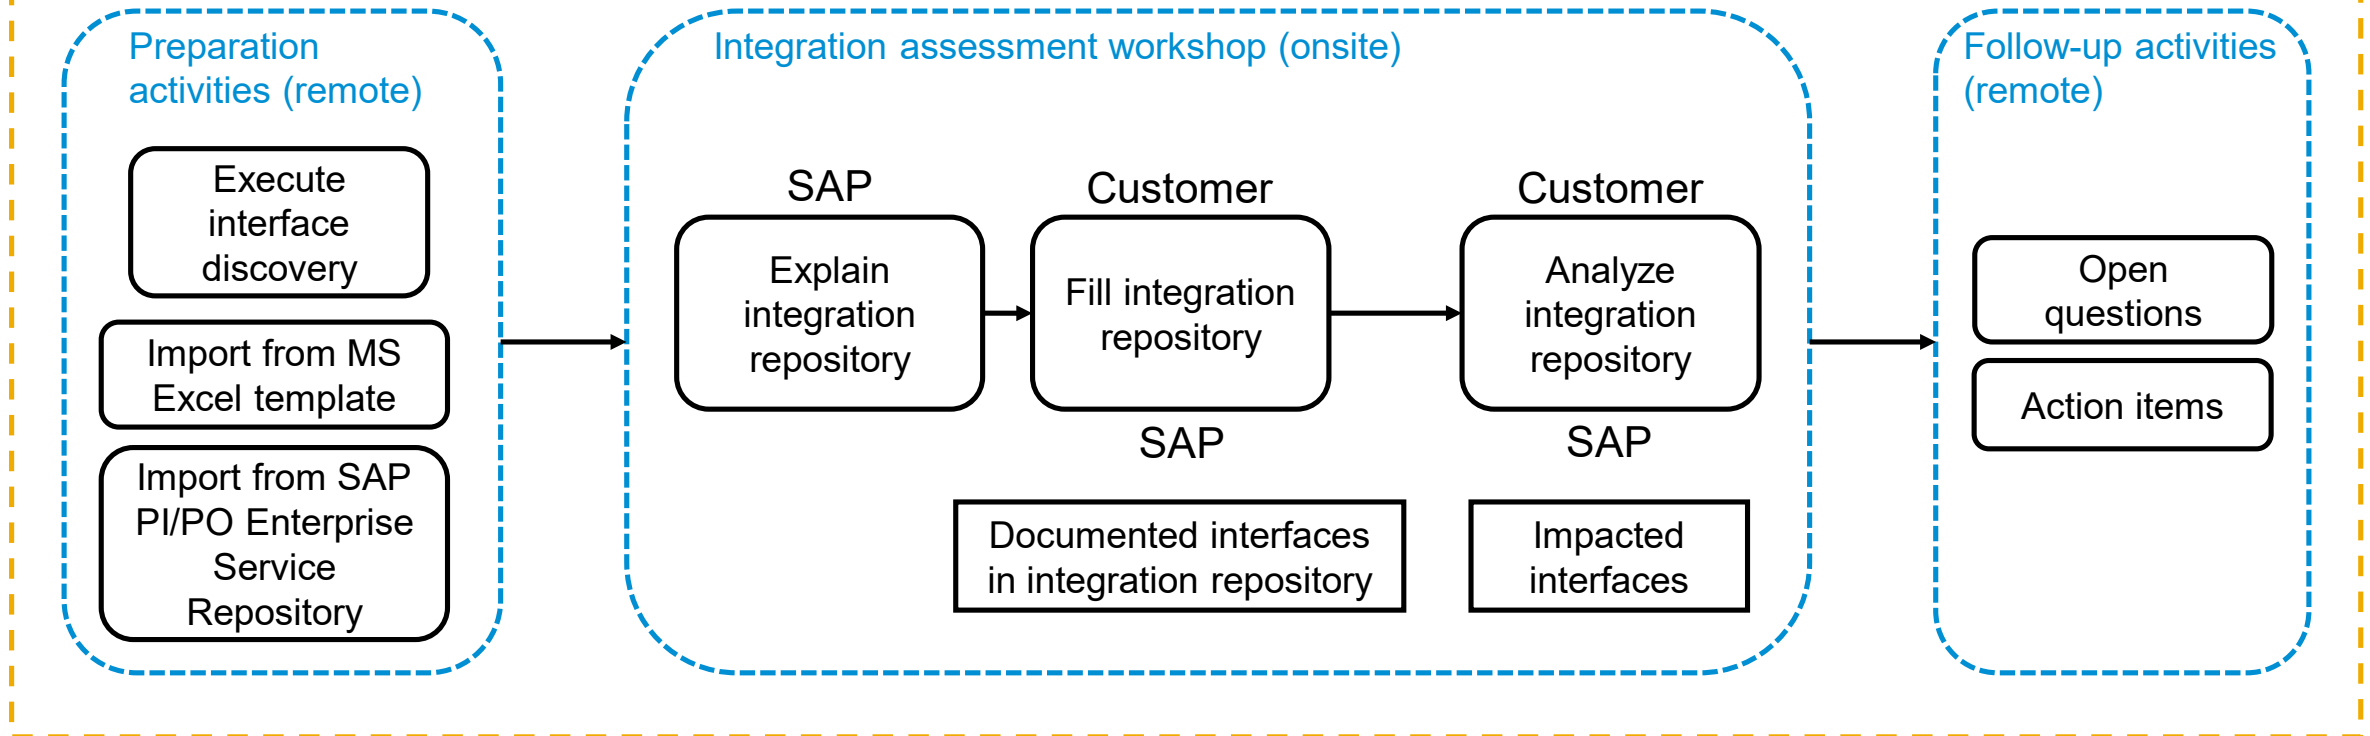 Preparation
activities (remote)
Execute
interface
discovery
Import from MS
Excel template
Import from SAP
PI/PO Enterprise
Service
Repository
Integration assessment workshop (onsite)
SAP
Explain
integration
repository
Customer
Fill integration
repository
SAP
Customer
Analyze
integration
repository
SAP
Documented interfaces
in integration repository
Impacted
interfaces
Follow-up activities
(remote)
Open
questions
Action items